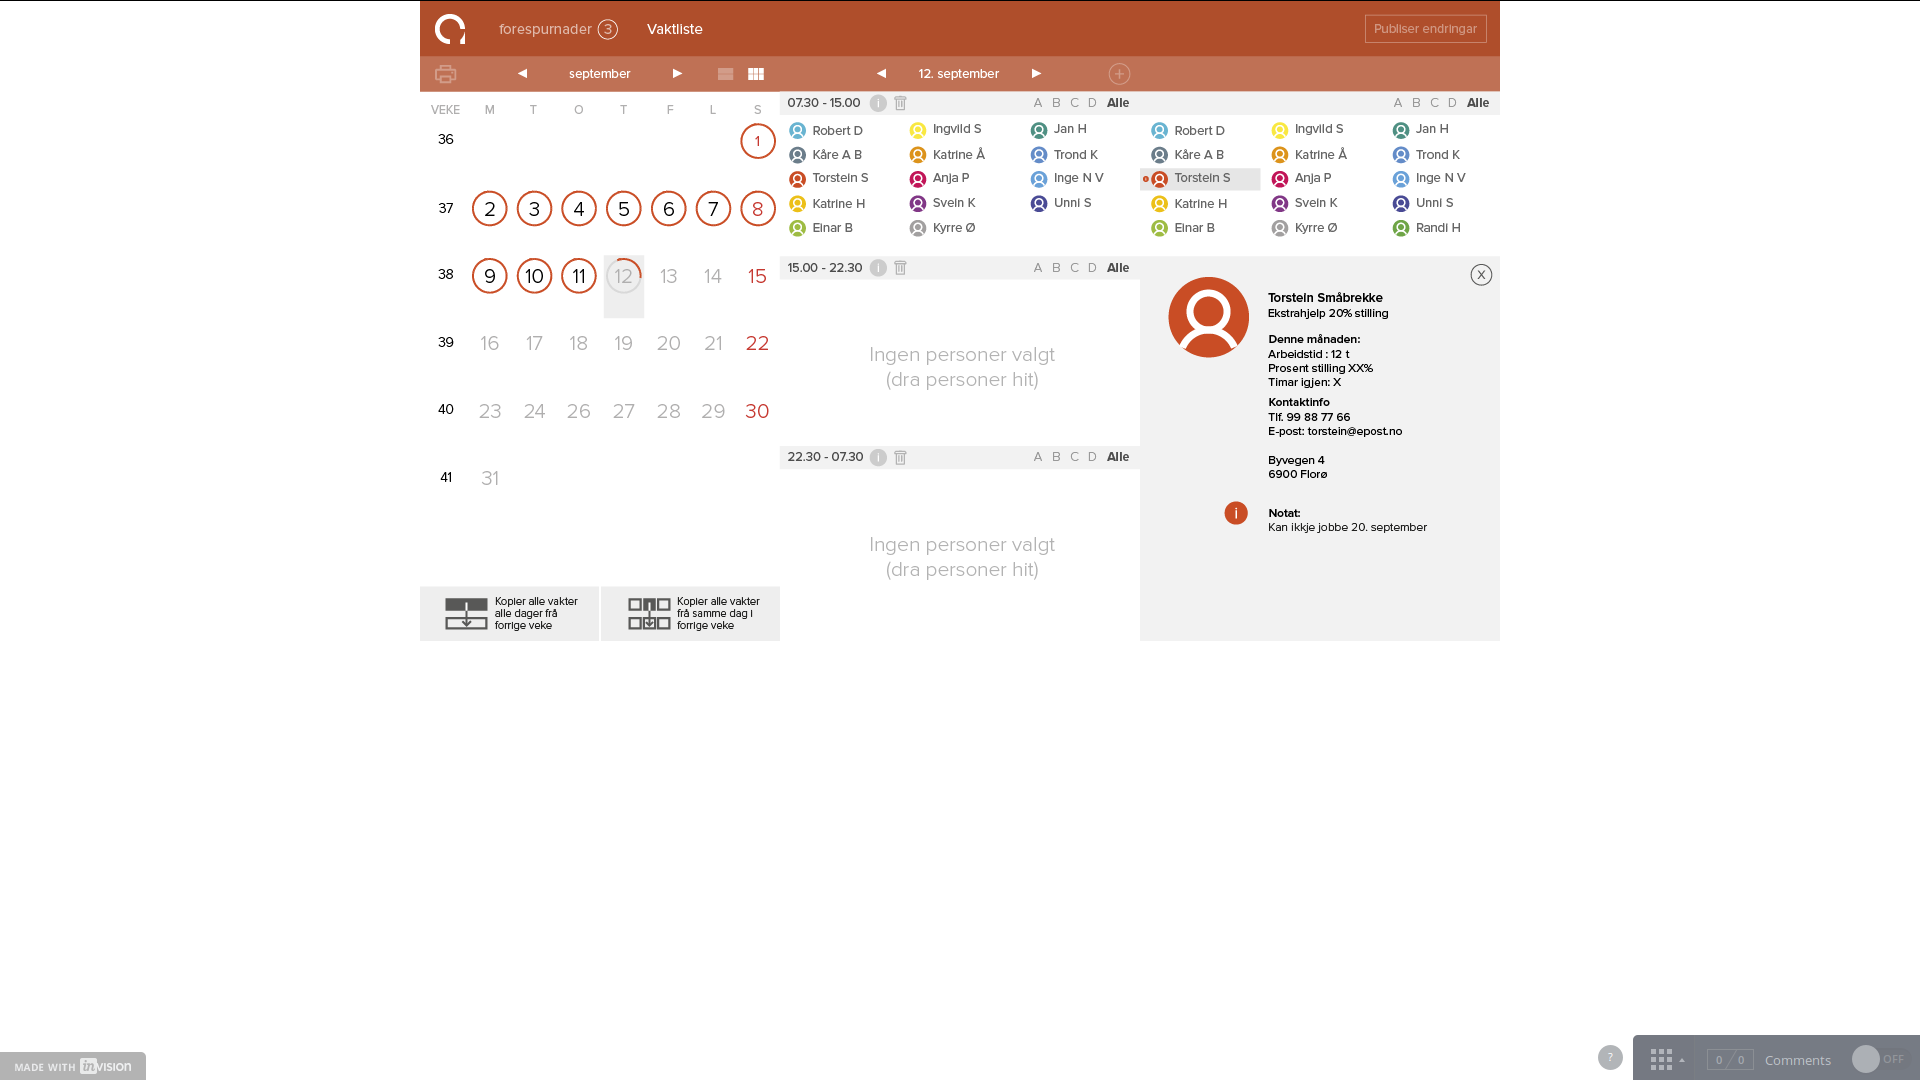 forespurnader 3 Vaktliste Publiser endringar
september 12. september
VEKE M T O T F L S
36 1
37 2 3 4 5 6 7 8
38 9 10 11 12 13 14 15
39 16 17 18 19 20 21 22
40 23 24 25 26 27 28 29 30
41 31
Kopier alle vakter
alle dager frå
forrige veke
Kopier alle vakter
frå samme dag i
forrige veke
07.30 - 15.00 i A B C D Alle
Robert D Ingvild S Jan H
Kåre A B Katrine Å Trond K
Torstein S Anja P Inge N V
Katrine H Svein K Unni S
Einar B Kyrre Ø
15.00 - 22.30 i A B C D Alle
Ingen personer valgt
(dra personer hit)
22.30 - 07.30 i A B C D Alle
Ingen personer valgt
(dra personer hit)
A B C D Alle
Robert D Ingvild S Jan H
Kåre A B Katrine Å Trond K
Torstein S Anja P Inge N V
Katrine H Svein K Unni S
Einar B Kyrre Ø Randi H
X
Torstein Småbrekke
Ekstrahjelp 20% stilling
Denne månaden:
Arbeidstid : 12 t
Prosent stilling XX%
Timar igjen: X
Kontaktinfo
Tlf. 99 88 77 66
E-post: torstein@epost.no
Byvegen 4
6900 Florø
i Notat:
Kan ikkje jobbe 20. september
MADE WITH invision
? 0 / 0 Comments OFF